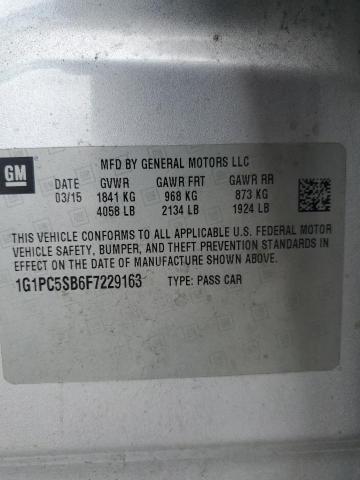 GM
MFD BY GENERAL MOTORS LLC
DATE GVWR GAWR FRT GAWR RR
03/15 1841 KG 968 KG 873 KG
4058 LB 2134 LB 1924 LB
THIS VEHICLE CONFORMS TO ALL APPLICABLE U.S. FEDERAL MOTOR
VEHICLE SAFETY, BUMPER, AND THEFT PREVENTION STANDARDS IN
EFFECT ON THE DATE OF MANUFACTURE SHOWN ABOVE.
1G1PC5SB6F7229163 TYPE: PASS CAR